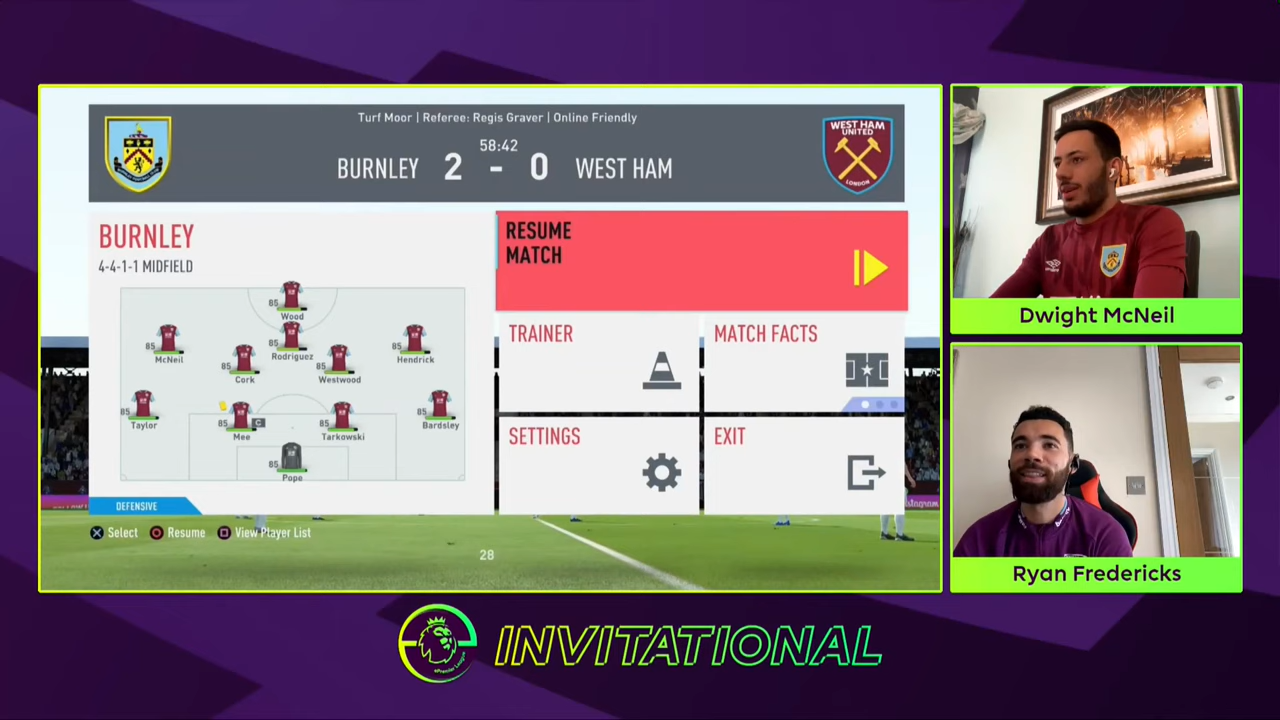 Turf Moor | Referee: Regis Graver | Online Friendly
58:42
BURNLEY 2 - 0 WEST HAM
WEST HAM
UNITED
LONDON
BURNLEY
4-4-1-1 MIDFIELD
85
Wood
85
McNeil
85
Rodriguez
85
Hendrick
85
Cork
85
Westwood
85
Taylor
85
Mee
C
85
Tarkowski
85
Bardsley
85
Pope
DEFENSIVE
RESUME
MATCH
TRAINER
MATCH FACTS
SETTINGS
EXIT
Select
Resume
View Player List
28
Dwight McNeil
Ryan Fredericks
ePremier League
INVITATIONAL